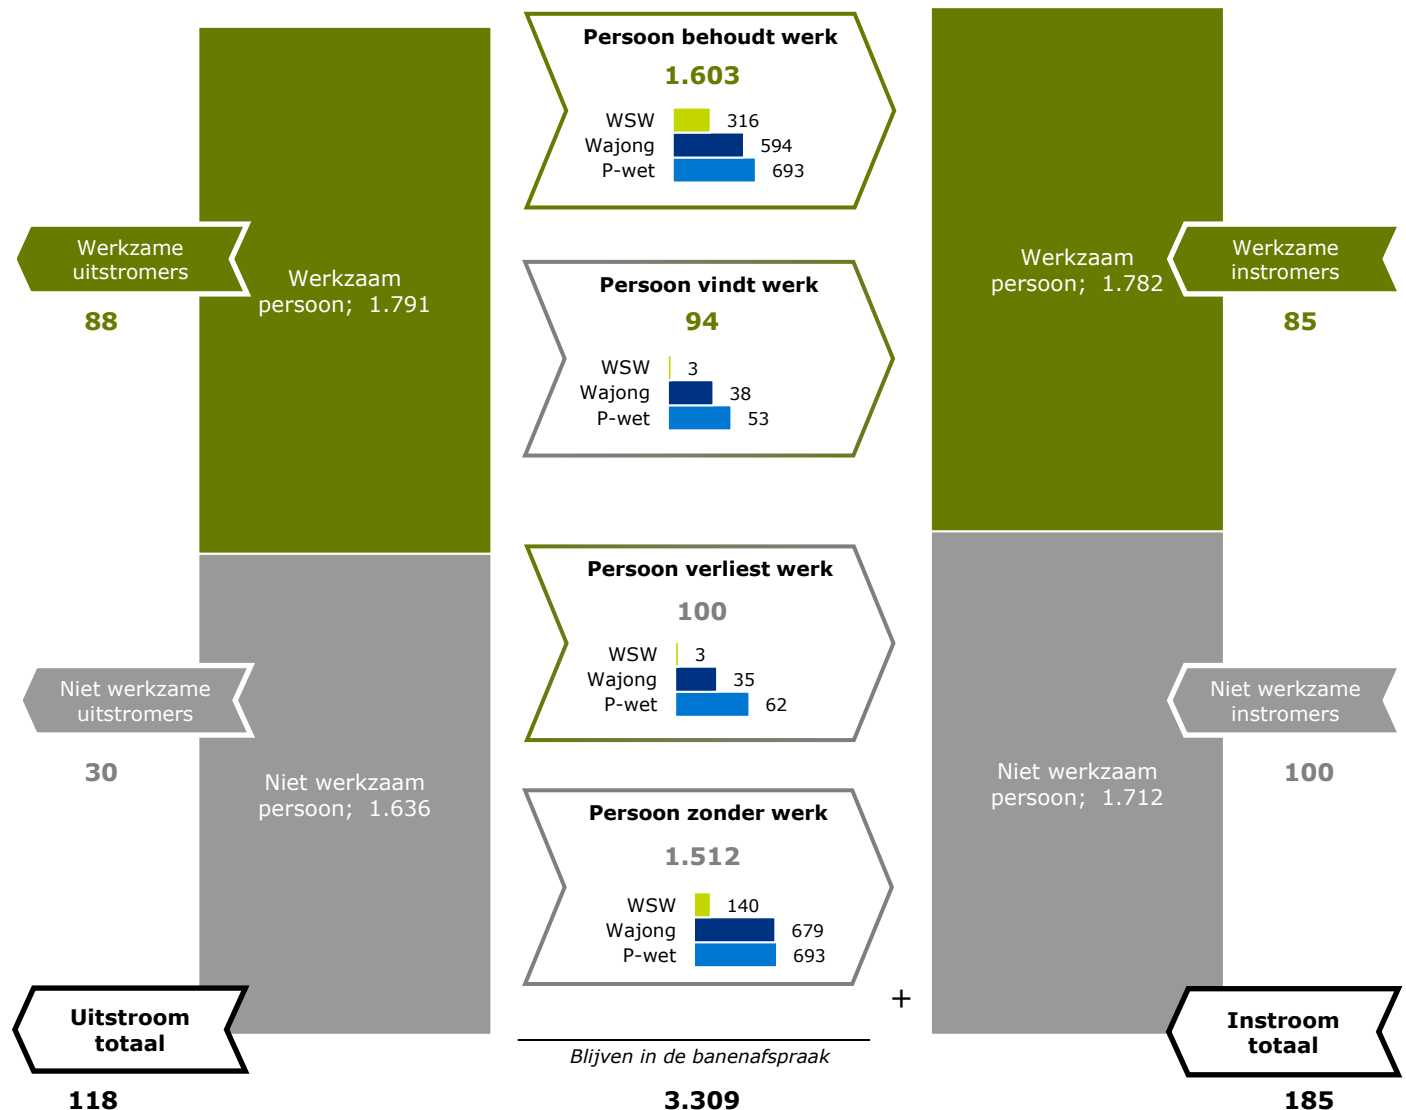 Persoon behoudt werk
1.603
WSW 316
Wajong 594
P-wet 693
Werkzame
uitstromers
88
Werkzaam
persoon; 1.791
Werkzaam
persoon; 1.782
Werkzame
instromers
85
Persoon vindt werk
94
WSW 3
Wajong 38
P-wet 53
Persoon verliest werk
100
WSW 3
Wajong 35
P-wet 62
Niet werkzame
uitstromers
30
Niet werkzaam
persoon; 1.636
Niet werkzaam
persoon; 1.712
Niet werkzame
instromers
100
Persoon zonder werk
1.512
WSW 140
Wajong 679
P-wet 693
+
Uitstroom
totaal
118
Blijven in de banenafspraak
3.309
Instroom
totaal
185